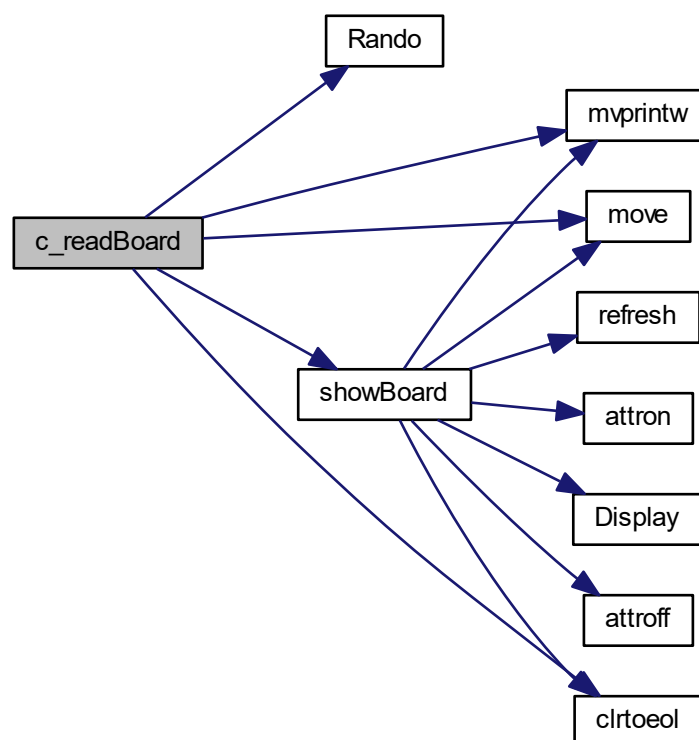 Rando
mvprintw
move
c_readBoard
refresh
showBoard
attron
Display
attroff
clrtoeol